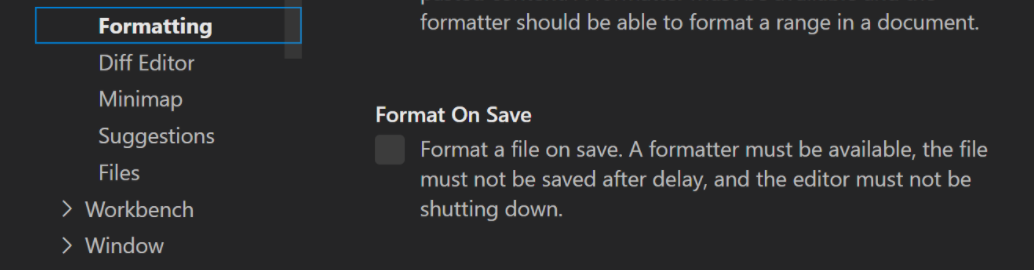 Formatting
Diff Editor
Minimap
Suggestions
Files
Workbench
Window
formatter should be able to format a range in a document.
Format On Save
Format a file on save. A formatter must be available, the file
must not be saved after delay, and the editor must not be
shutting down.